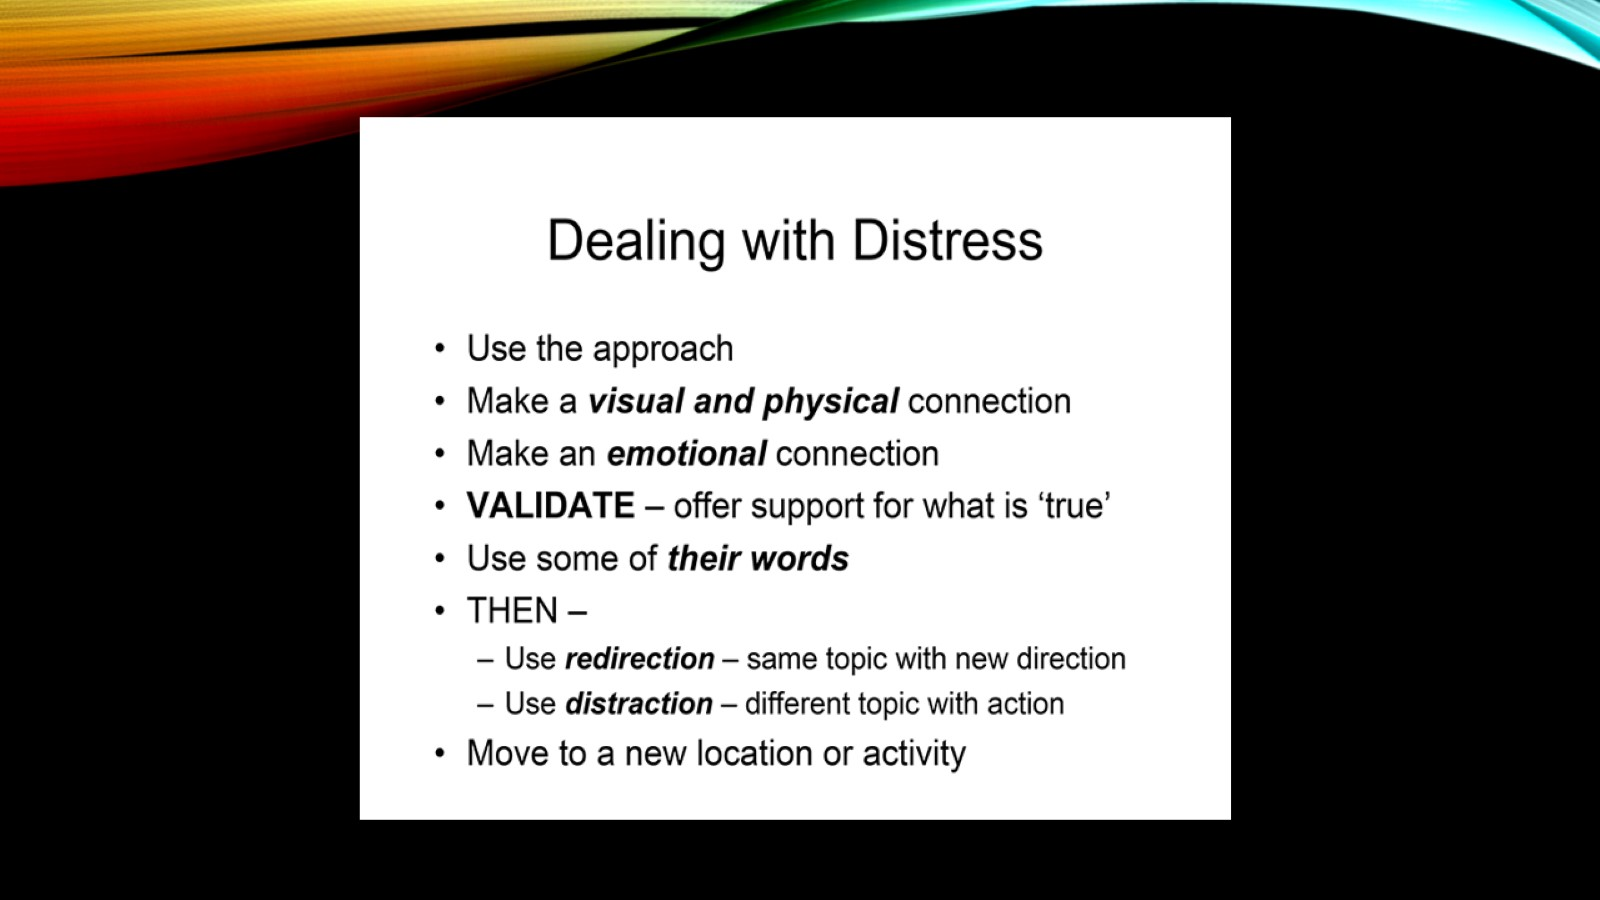 Dealing with Distress
• Use the approach
• Make a visual and physical connection
• Make an emotional connection
• VALIDATE – offer support for what is ‘true’
• Use some of their words
• THEN –
– Use redirection – same topic with new direction
– Use distraction – different topic with action
• Move to a new location or activity